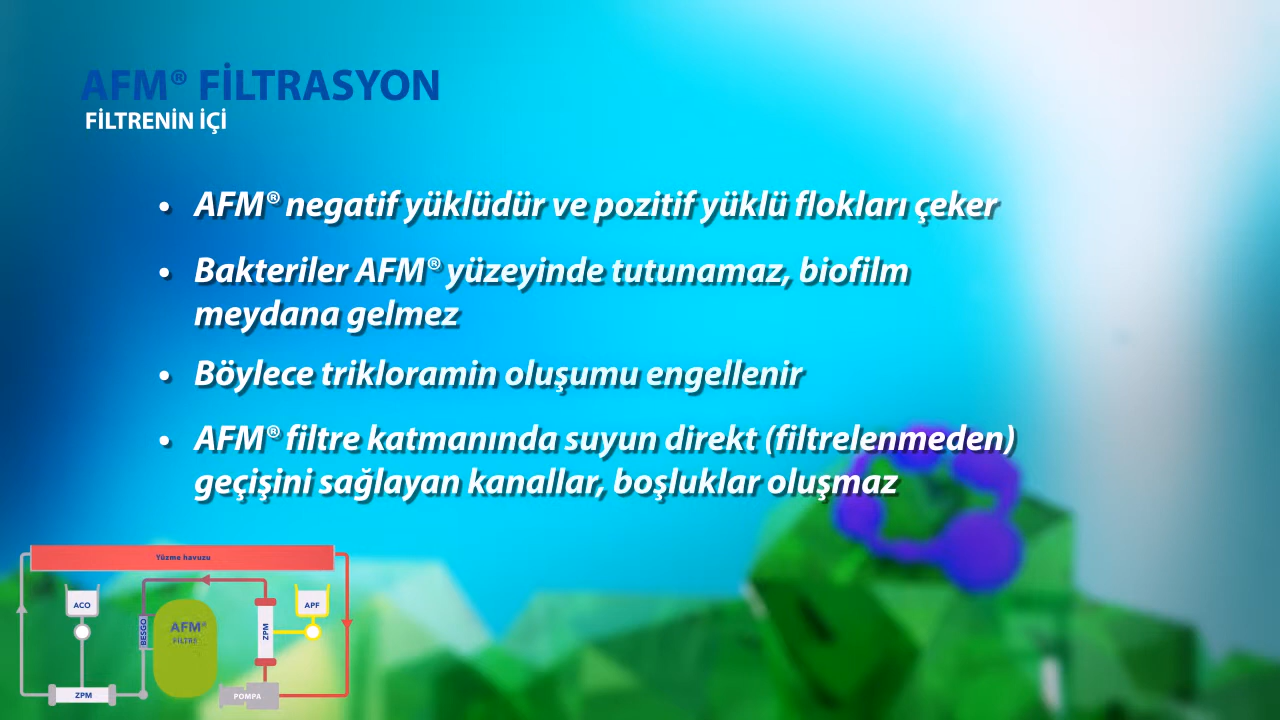 AFM® FİLTRASYON
FİLTRENİN İÇİ
• AFM® negatif yüklüdür ve pozitif yüklü flokları çeker
• Bakteriler AFM® yüzeyinde tutunamaz, biofilm
meydana gelmez
• Böylece trikloramin oluşumu engellenir
• AFM® filtre katmanında suyun direkt (filtrelenmeden)
geçişini sağlayan kanallar, boşluklar oluşmaz
Yüzme havuzu
ACO
APF
BESGO
AFM®
FİLTRE
ZPM
ZPM
POMPA